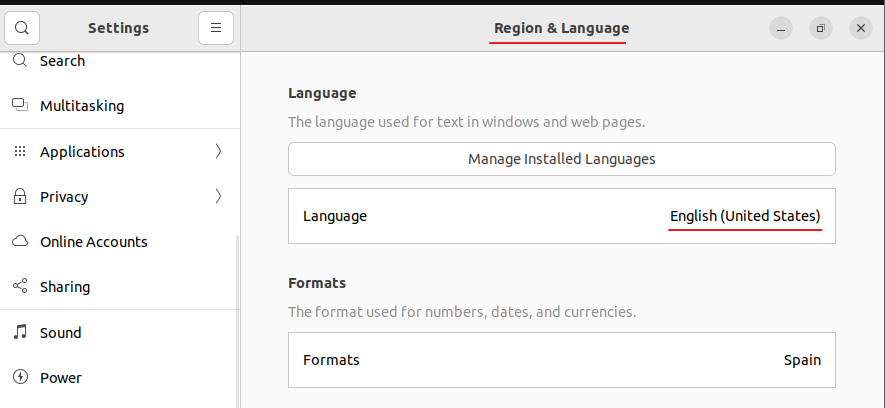 Settings
Region & Language
Search
Multitasking
Applications
Privacy
Online Accounts
Sharing
Sound
Power
Language
The language used for text in windows and web pages.
Manage Installed Languages
Language English (United States)
Formats
The format used for numbers, dates, and currencies.
Formats Spain